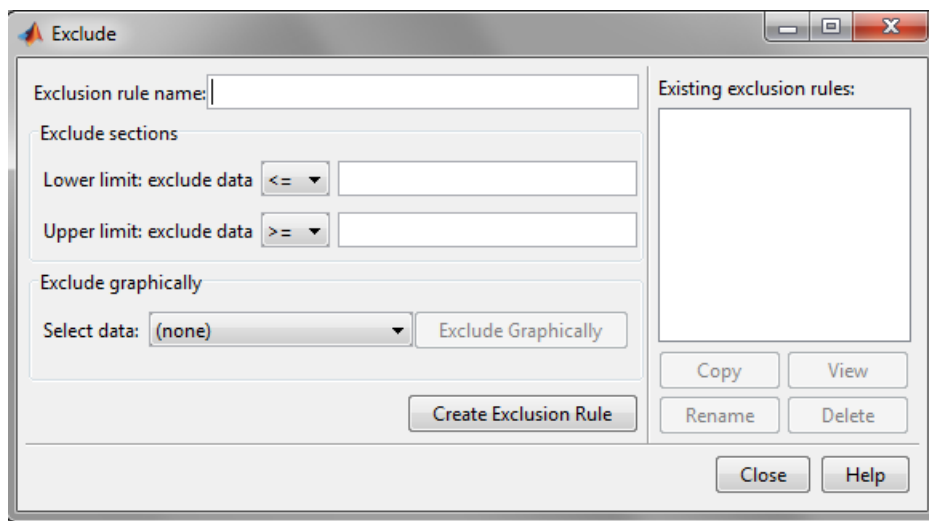 Exclude
Exclusion rule name:
Exclude sections
Lower limit: exclude data <=
Upper limit: exclude data >=
Exclude graphically
Select data: (none) Exclude Graphically
Create Exclusion Rule
Existing exclusion rules:
Copy View
Rename Delete
Close Help